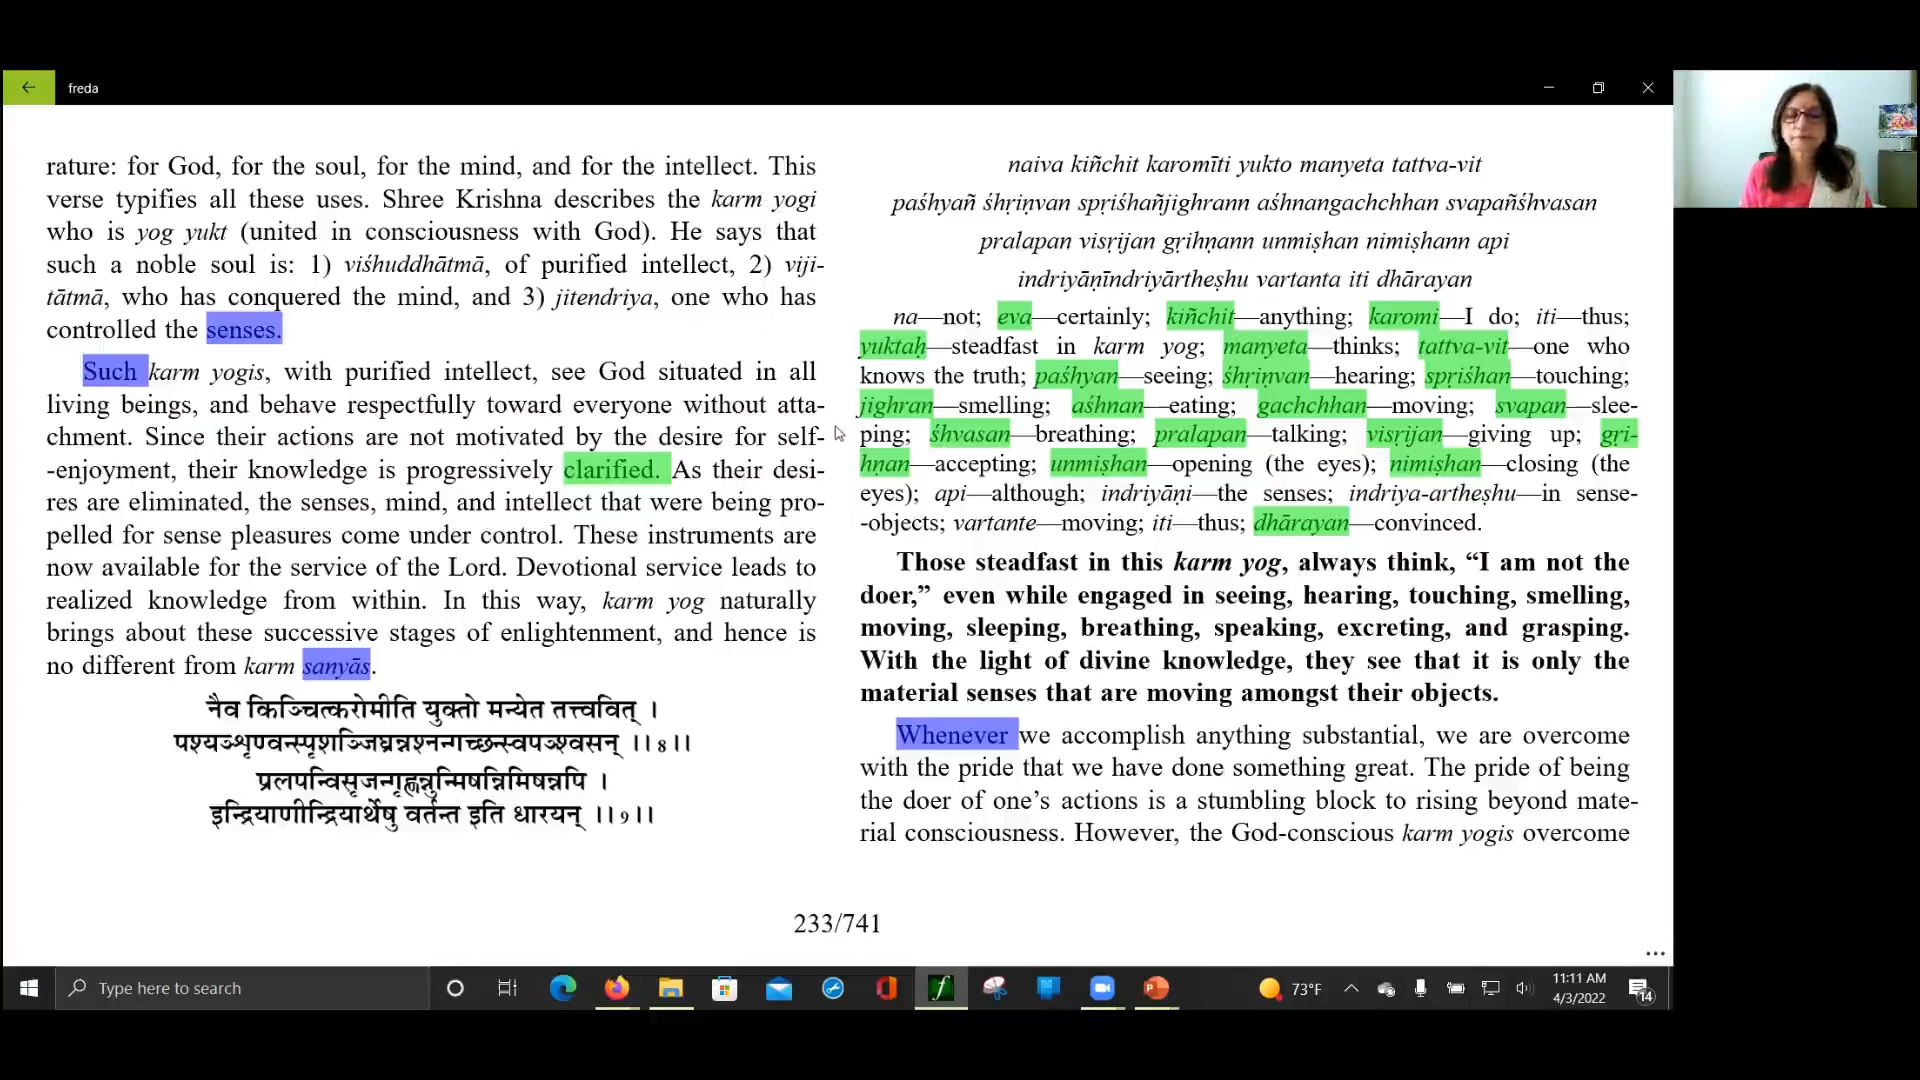 freda
rature: for God, for the soul, for the mind, and for the intellect. This
verse typifies all these uses. Shree Krishna describes the karm yogi
who is yog yukt (united in consciousness with God). He says that
such a noble soul is: 1) viśhuddhātmā, of purified intellect, 2) viji-
tātmā, who has conquered the mind, and 3) jitendriya, one who has
controlled the senses.
Such karm yogis, with purified intellect, see God situated in all
living beings, and behave respectfully toward everyone without atta-
chment. Since their actions are not motivated by the desire for self-
-enjoyment, their knowledge is progressively clarified. As their desi-
res are eliminated, the senses, mind, and intellect that were being pro-
pelled for sense pleasures come under control. These instruments are
now available for the service of the Lord. Devotional service leads to
realized knowledge from within. In this way, karm yog naturally
brings about these successive stages of enlightenment, and hence is
no different from karm sanyās.
नैव किञ्चित्करोमीति युक्तो मन्येत तत्त्ववित् ।
पश्यञ्शृण्वन्स्पृशञ्जिघ्रन्नश्नन्गच्छन्स्वपञ्श्वसन् ।।8।।
प्रलपन्विसृजन्गृह्णन्नुन्मिषन्निमिषन्नपि ।
इन्द्रियाणीन्द्रियार्थेषु वर्तन्त इति धारयन् ।।9।।
naiva kiñchit karomīti yukto manyeta tattva-vit
paśhyañ śhṛiṇvan spṛiśhañjighrann aśhnangachchhan svapañśhvasan
pralapan visṛijan gṛihṇann unmiṣhan nimiṣhann api
indriyāṇīndriyārtheṣhu vartanta iti dhārayan
na—not; eva—certainly; kiñchit—anything; karomi—I do; iti—thus;
yuktaḥ—steadfast in karm yog; manyeta—thinks; tattva-vit—one who
knows the truth; paśhyan—seeing; śhṛiṇvan—hearing; spṛiśhan—touching;
jighran—smelling; aśhnan—eating; gachchhan—moving; svapan—slee-
ping; śhvasan—breathing; pralapan—talking; visṛijan—giving up; gṛi-
hṇan—accepting; unmiṣhan—opening (the eyes); nimiṣhan—closing (the
eyes); api—although; indriyāṇi—the senses; indriya-artheṣhu—in sense-
-objects; vartante—moving; iti—thus; dhārayan—convinced.
Those steadfast in this karm yog, always think, “I am not the
doer,” even while engaged in seeing, hearing, touching, smelling,
moving, sleeping, breathing, speaking, excreting, and grasping.
With the light of divine knowledge, they see that it is only the
material senses that are moving amongst their objects.
Whenever we accomplish anything substantial, we are overcome
with the pride that we have done something great. The pride of being
the doer of one’s actions is a stumbling block to rising beyond mate-
rial consciousness. However, the God-conscious karm yogis overcome
233/741
Type here to search
73°F
11:11 AM
4/3/2022
14